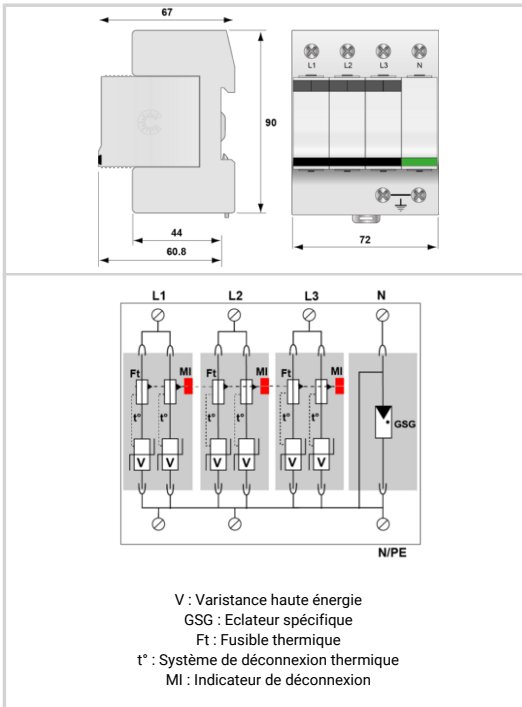 67
L1 L2 L3 N
90
44
60.8
72
L1 L2 L3 N
Ft MI Ft MI Ft MI
t° t° t° t° t° t°
GSG
V V V V V V
N/PE
V : Varistance haute énergie
GSG : Eclateur spécifique
Ft : Fusible thermique
t° : Système de déconnexion thermique
MI : Indicateur de déconnexion